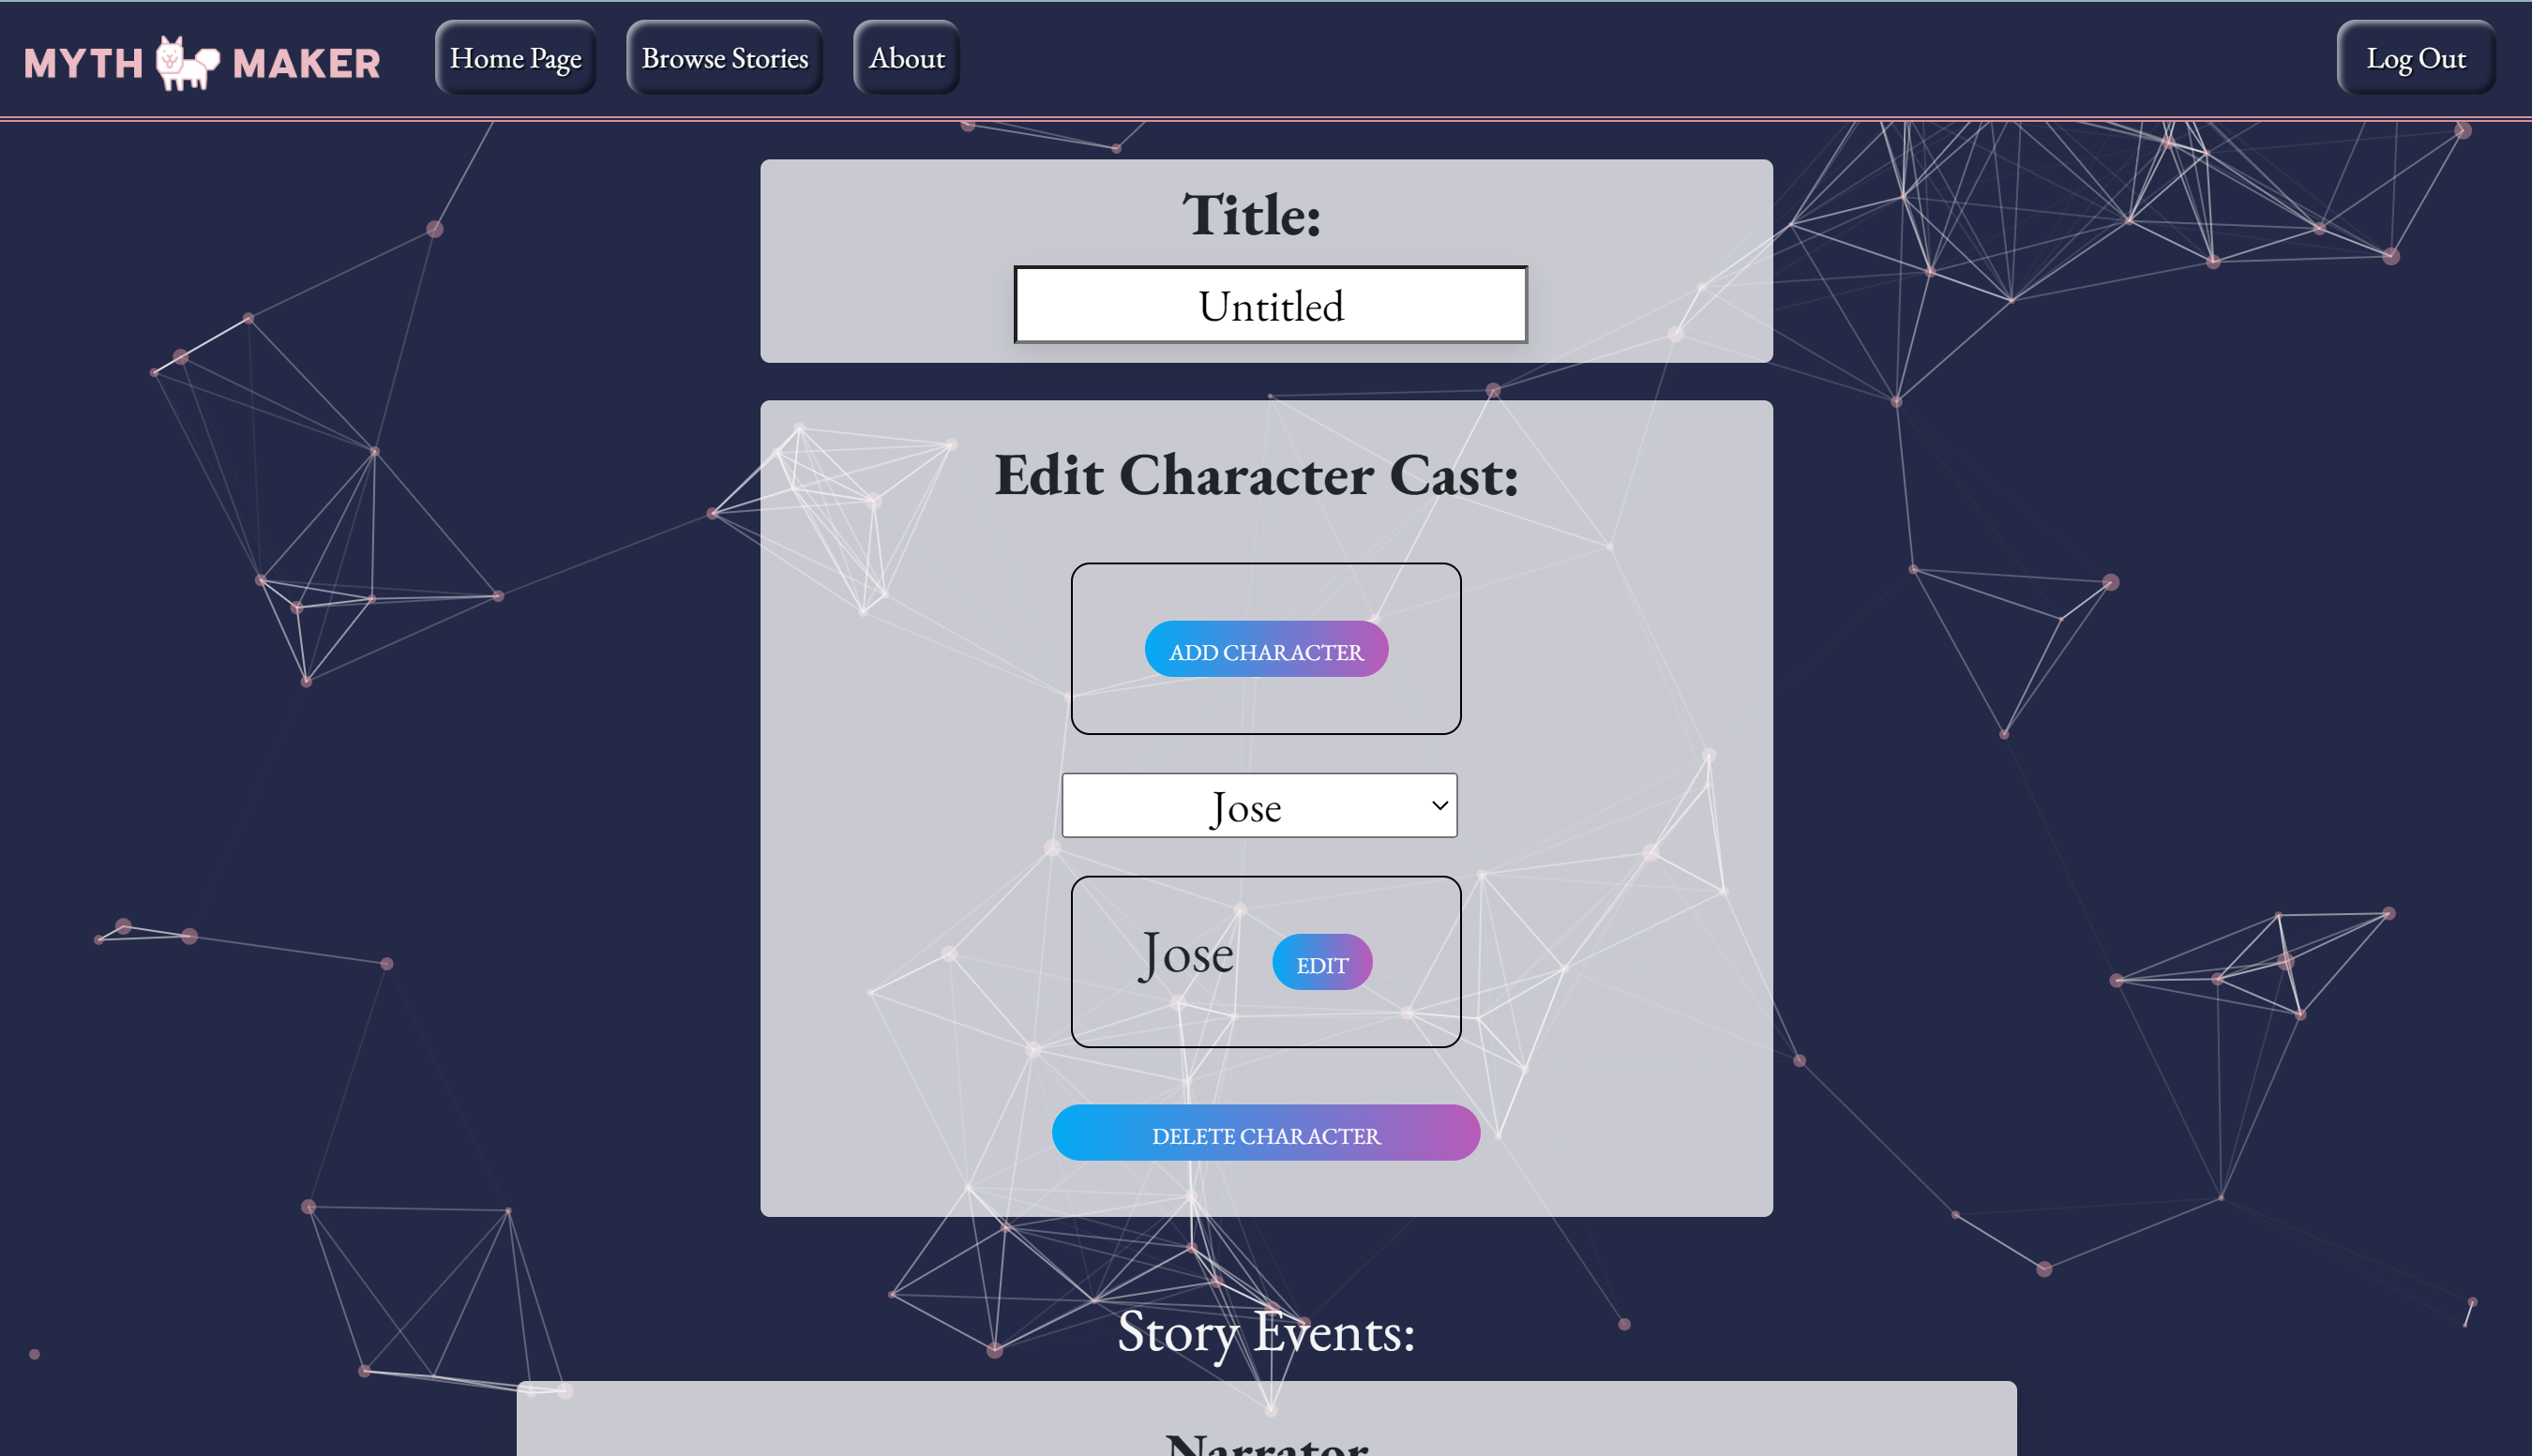 MYTH MAKER
Home Page
Browse Stories
About
Log Out
Title:
Untitled
Edit Character Cast:
ADD CHARACTER
Jose
Jose
EDIT
DELETE CHARACTER
Story Events:
Narrator